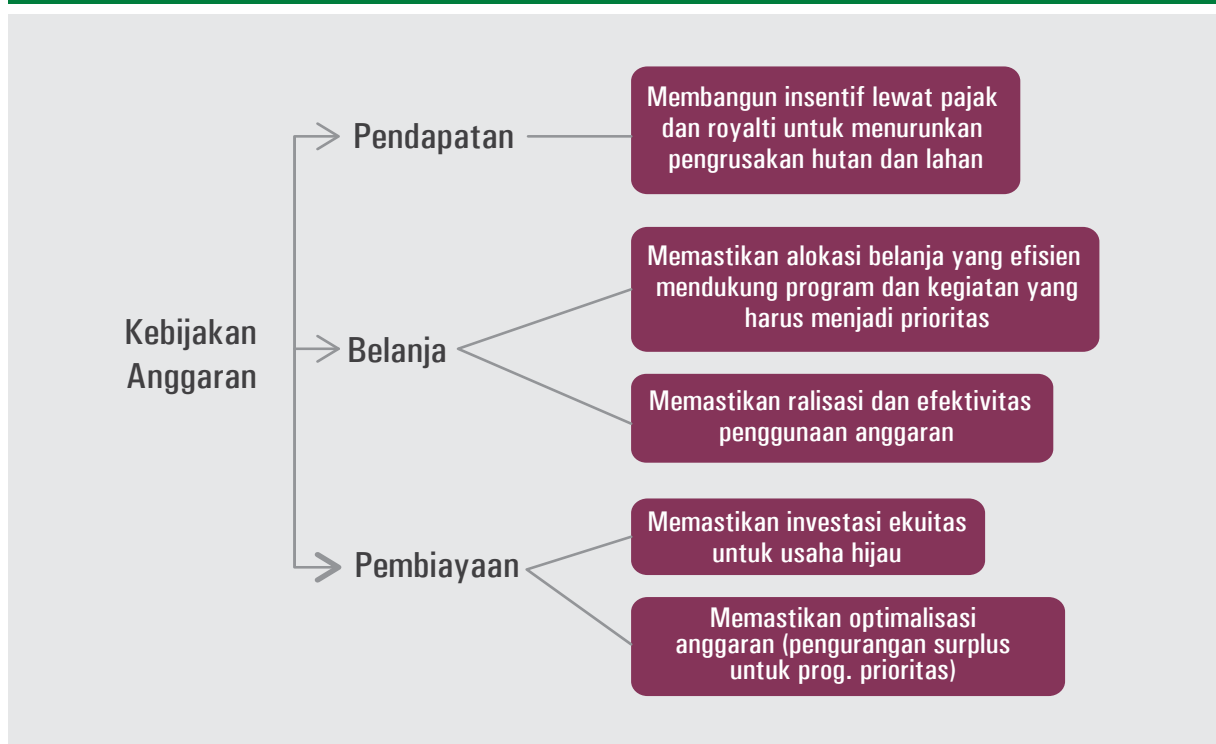 Kebijakan
Anggaran
Pendapatan
Membangun insentif lewat pajak
dan royalti untuk menurunkan
pengrusakan hutan dan lahan
Belanja
Memastikan alokasi belanja yang efisien
mendukung program dan kegiatan yang
harus menjadi prioritas
Memastikan ralisasi dan efektivitas
penggunaan anggaran
Pembiayaan
Memastikan investasi ekuitas
untuk usaha hijau
Memastikan optimalisasi
anggaran (pengurangan surplus
untuk prog. prioritas)